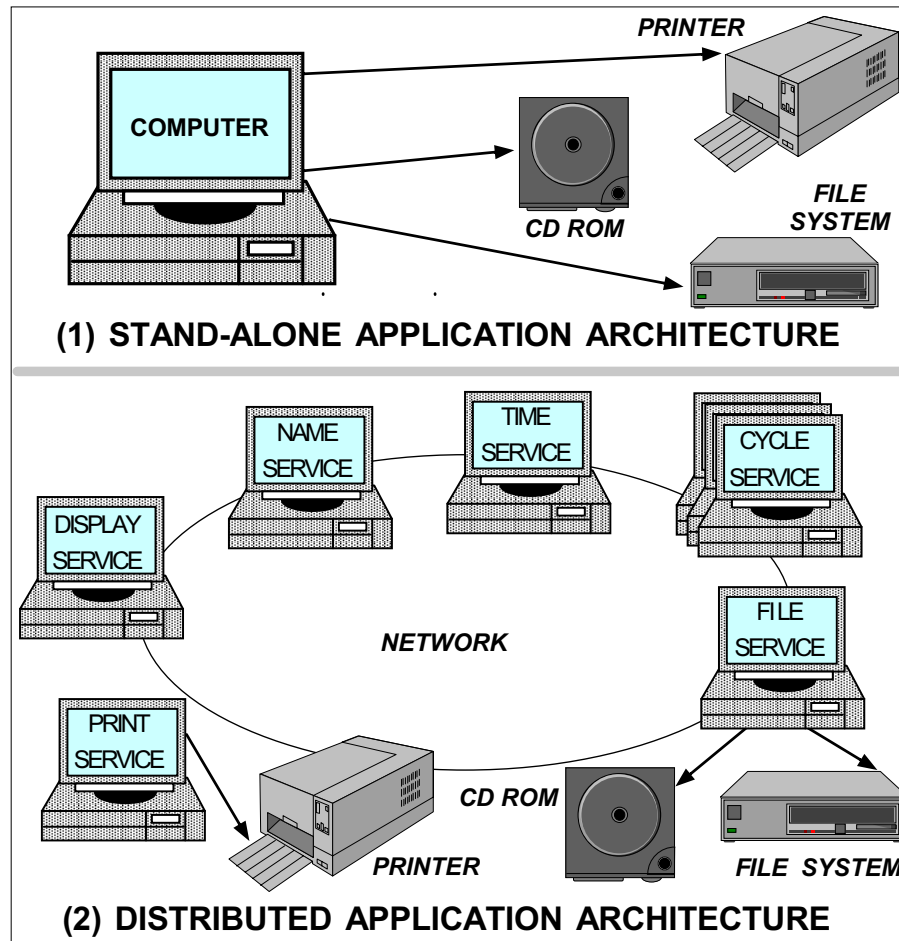 PRINTER
COMPUTER
CD ROM
FILE
SYSTEM
(1) STAND-ALONE APPLICATION ARCHITECTURE
NAME
SERVICE
TIME
SERVICE
CYCLE
SERVICE
DISPLAY
SERVICE
FILE
SERVICE
NETWORK
PRINT
SERVICE
CD ROM
PRINTER
FILE SYSTEM
(2) DISTRIBUTED APPLICATION ARCHITECTURE